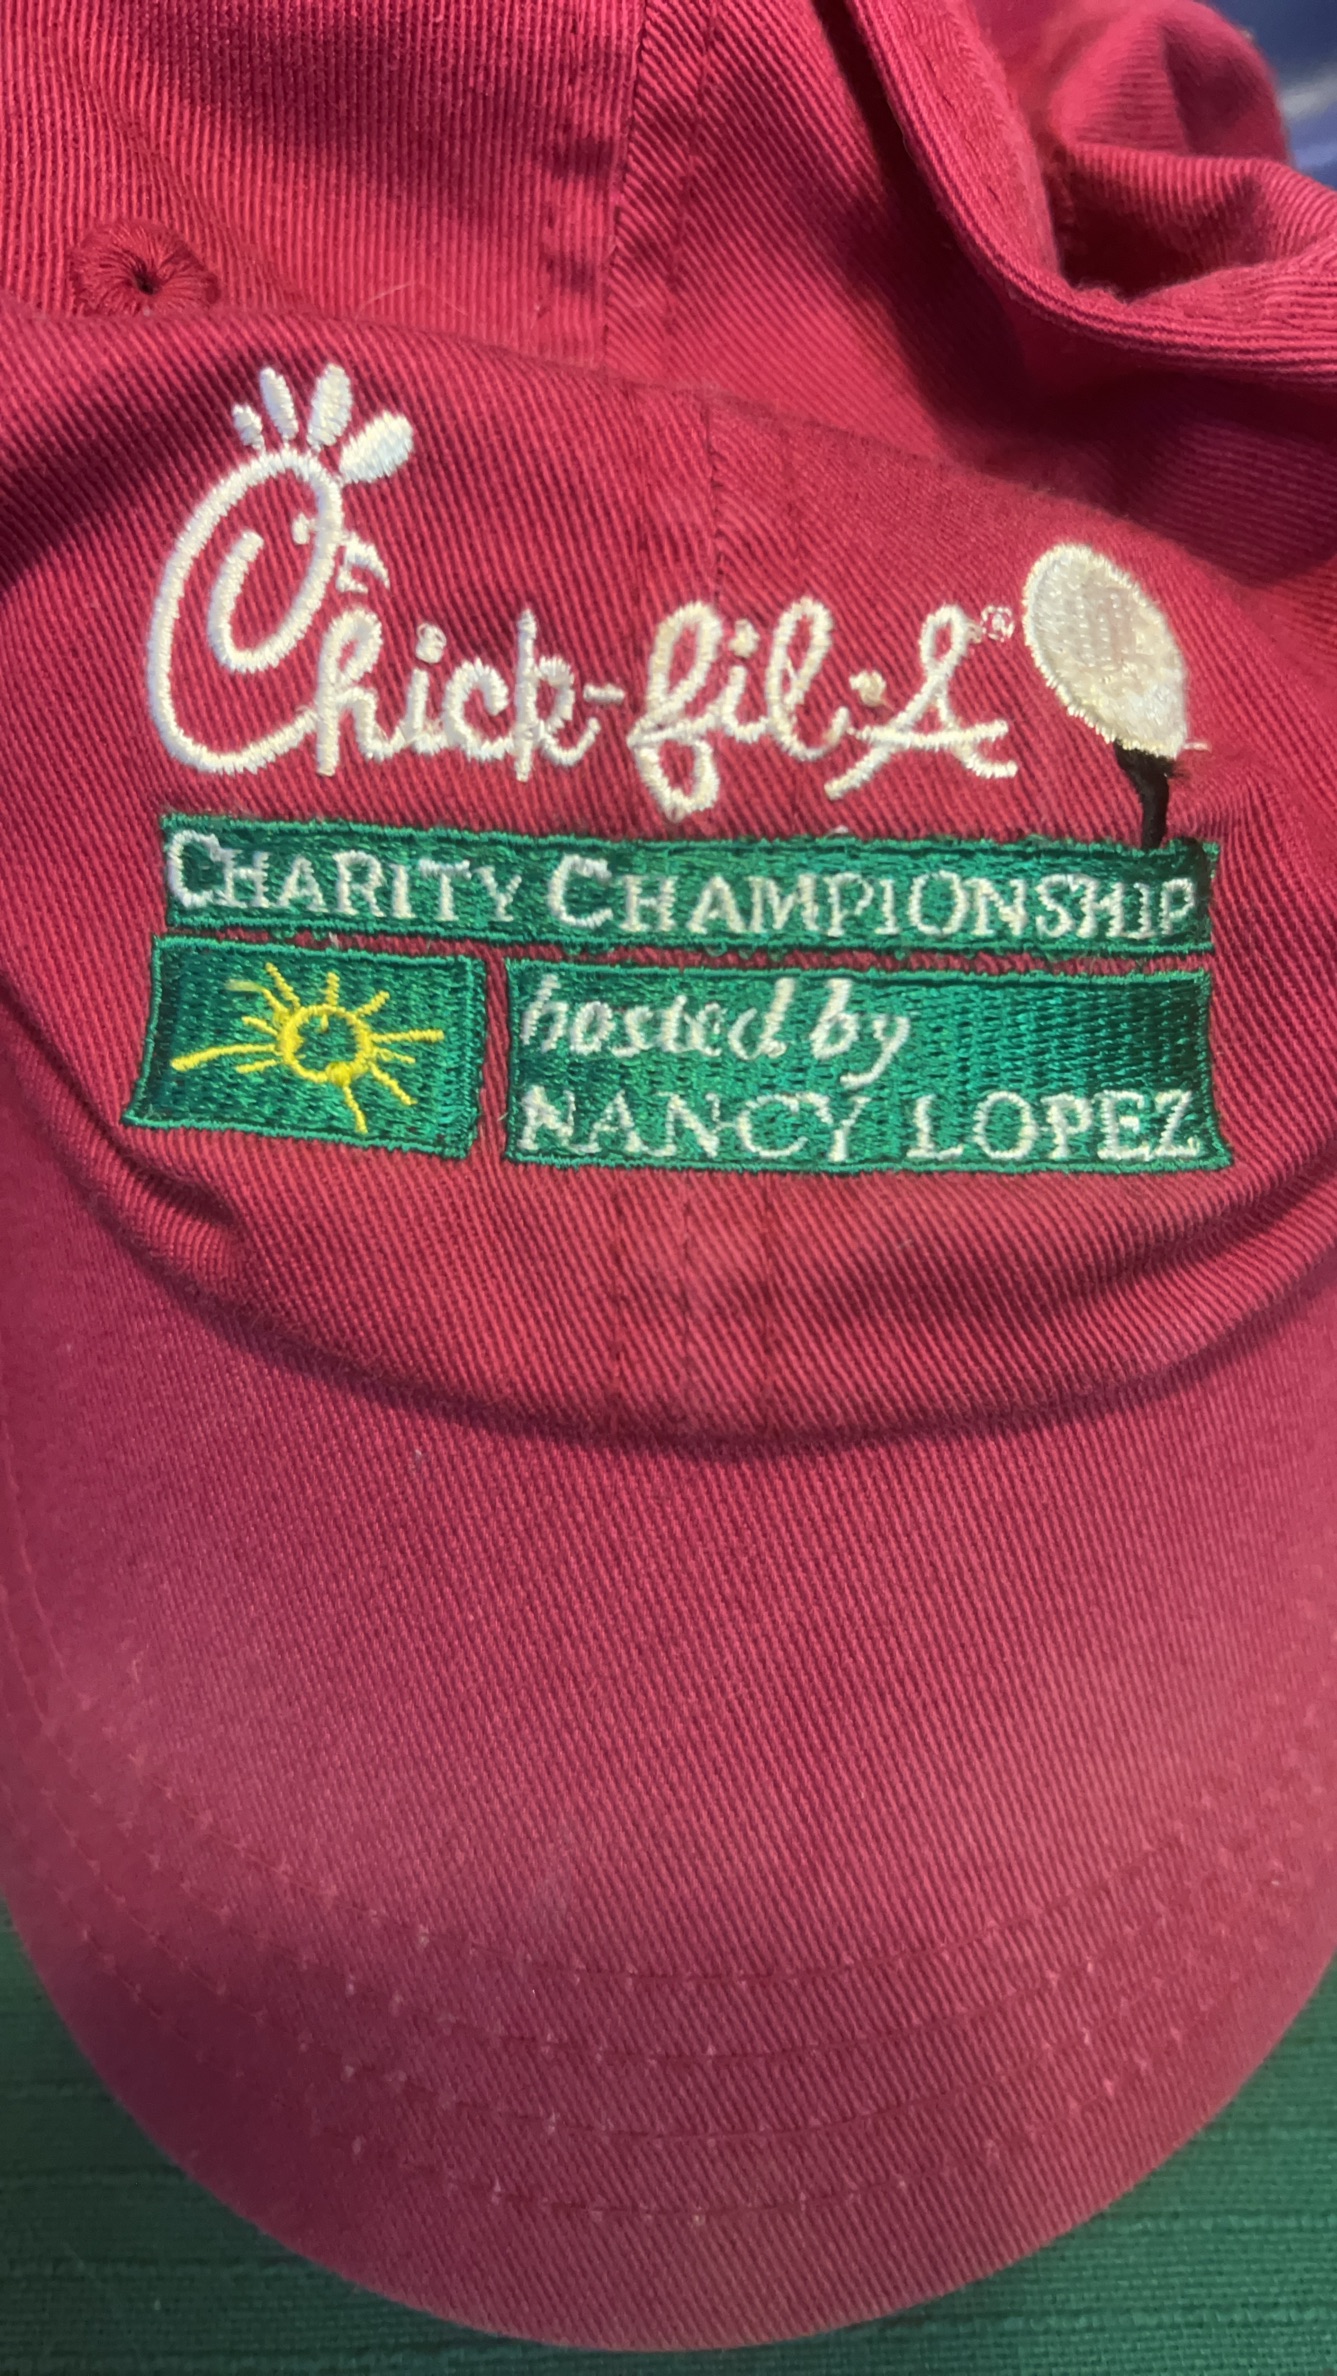 Chick-fil-A®
CHARITY CHAMPIONSHIP
hosted by
NANCY LOPEZ